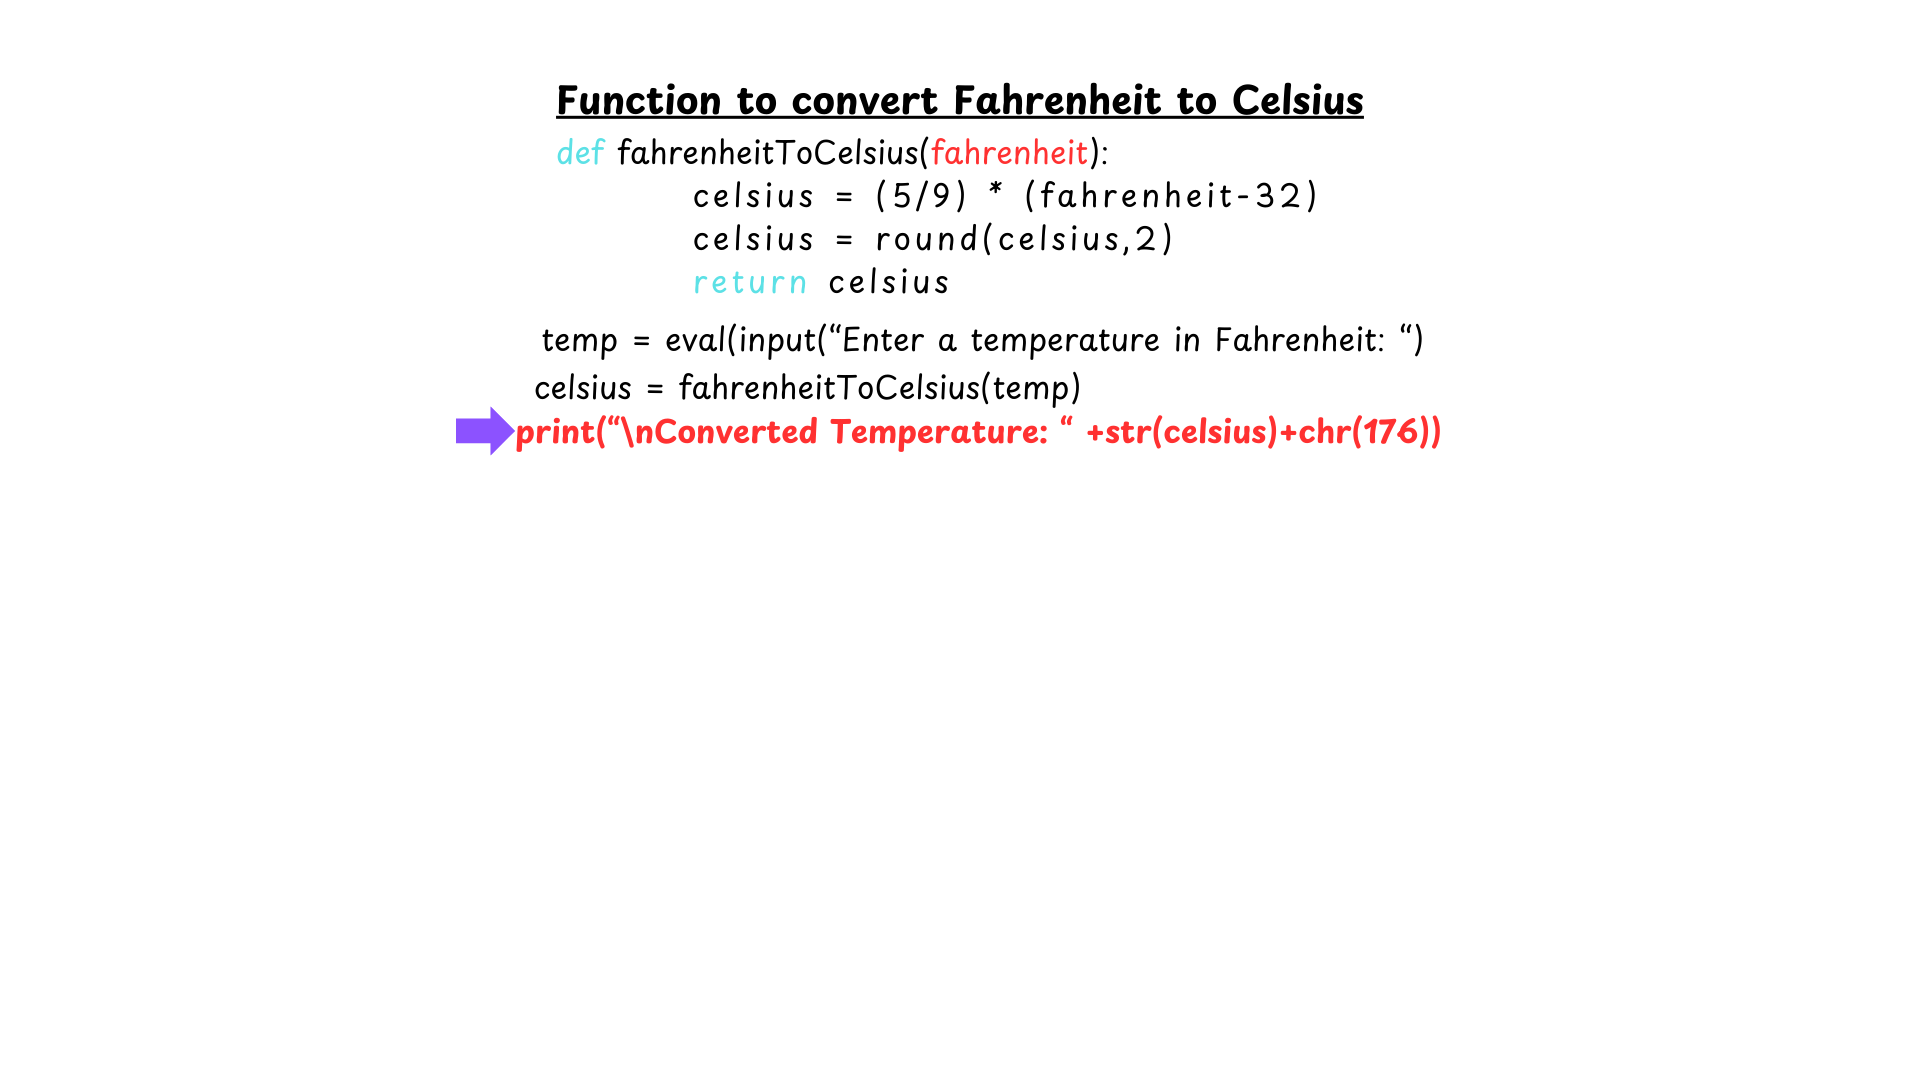 Function to convert Fahrenheit to Celsius
def fahrenheitToCelsius(fahrenheit):
celsius = (5/9) * (fahrenheit-32)
celsius = round(celsius,2)
return celsius
temp = eval(input(“Enter a temperature in Fahrenheit: “)
celsius = fahrenheitToCelsius(temp)
print(“\nConverted Temperature: “ +str(celsius)+chr(176))